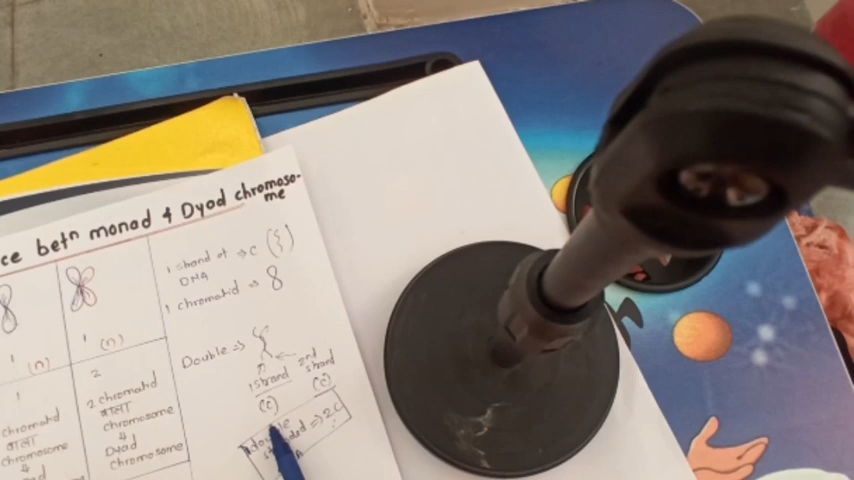 ce betn monad & Dyad chromoso-
me
1 strand of => c
DNA
1 chromatid =>
1 (n)
1 (n)
Double =>
1 strand
(c)
2nd
strand
(c)
1
chromatid
वाला
chromosome
2
2 chromatid
वाला
chromosome
Dyad
chromosome
double
stranded => 2C